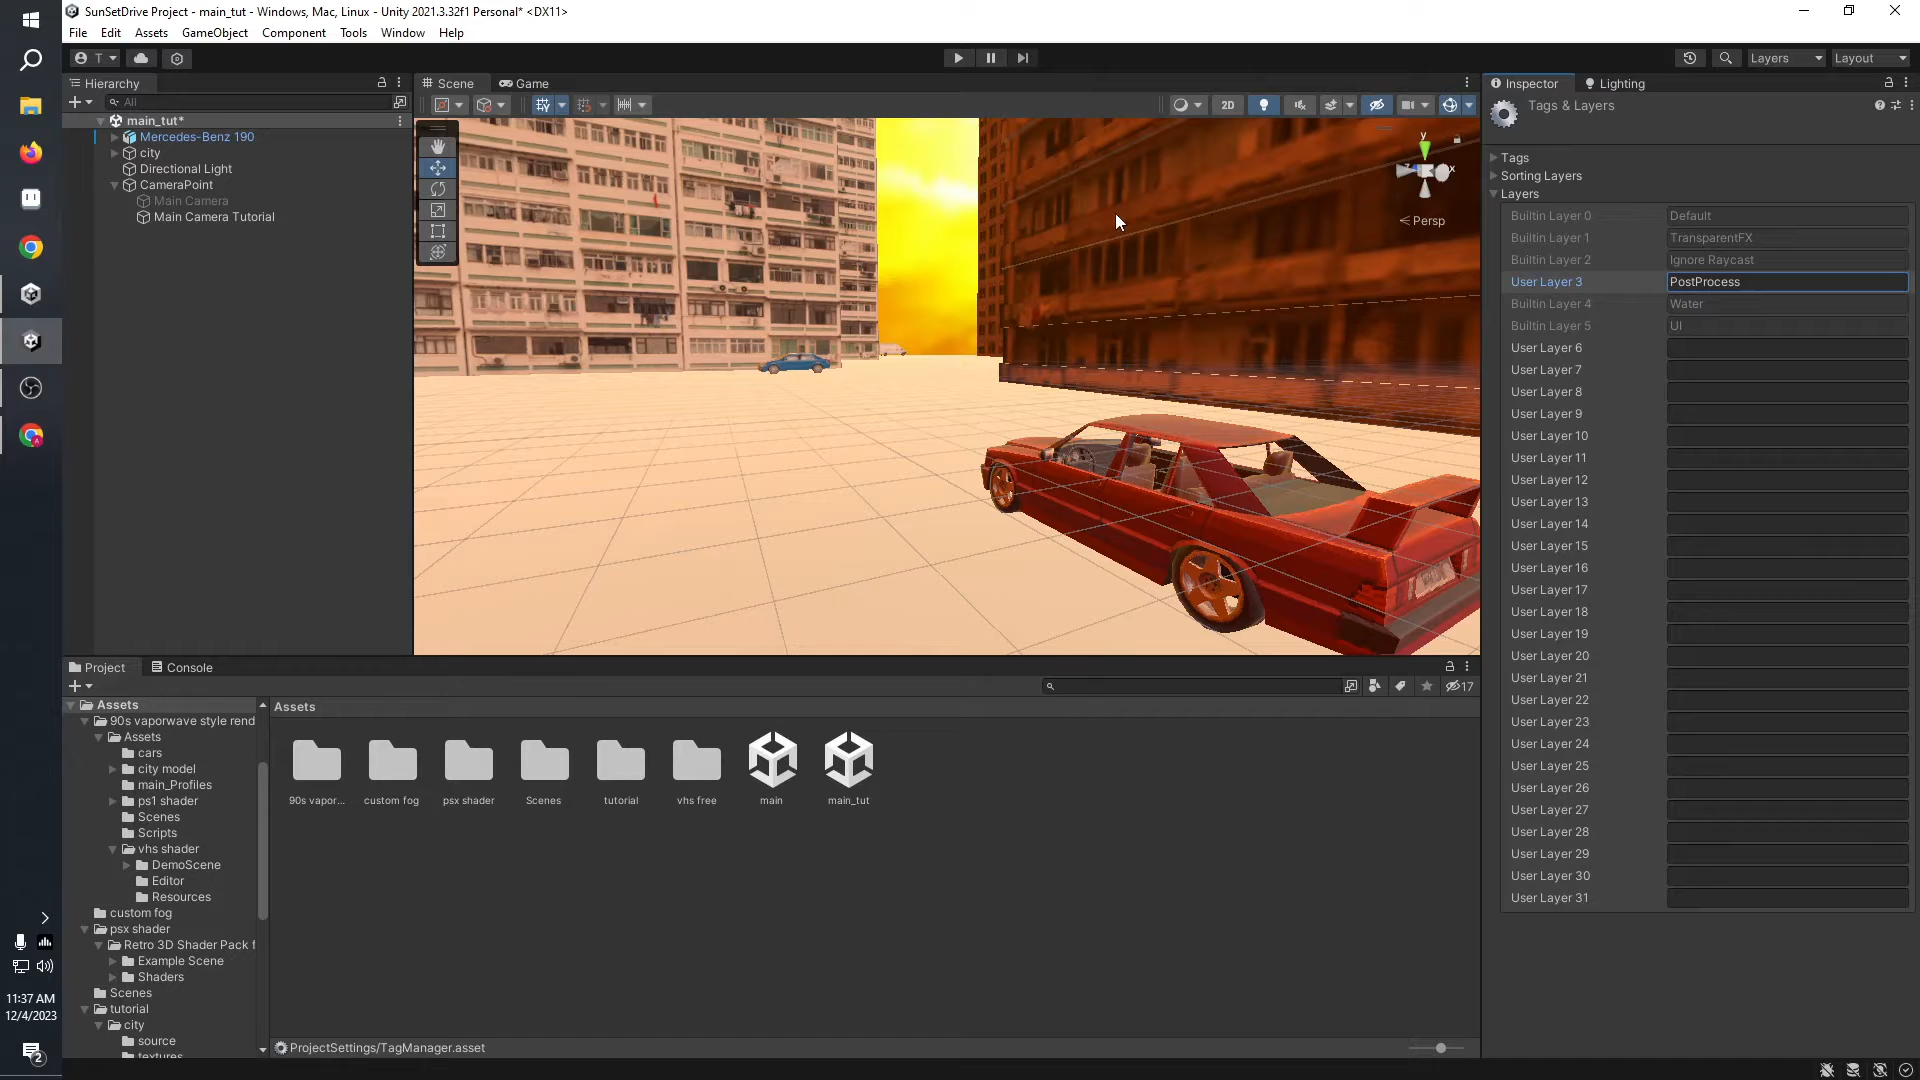 SunSetDrive Project - main_tut - Windows, Mac, Linux - Unity 2021.3.32f1 Personal* <DX11>
File Edit Assets GameObject Component Tools Window Help
T
Layers
Layout
Hierarchy
Scene
Game
Inspector
Lighting
All
2D
Tags & Layers
main_tut*
Mercedes-Benz 190
city
Directional Light
CameraPoint
Main Camera
Main Camera Tutorial
y
x
z
Persp
Tags
Sorting Layers
Layers
Builtin Layer 0 Default
Builtin Layer 1 TransparentFX
Builtin Layer 2 Ignore Raycast
User Layer 3 PostProcess
Builtin Layer 4 Water
Builtin Layer 5 UI
User Layer 6
User Layer 7
User Layer 8
User Layer 9
User Layer 10
User Layer 11
User Layer 12
User Layer 13
User Layer 14
User Layer 15
User Layer 16
User Layer 17
User Layer 18
User Layer 19
User Layer 20
User Layer 21
User Layer 22
User Layer 23
User Layer 24
User Layer 25
User Layer 26
User Layer 27
User Layer 28
User Layer 29
User Layer 30
User Layer 31
Project
Console
17
Assets
90s vaporwave style rend
Assets
cars
city model
main_Profiles
ps1 shader
Scenes
Scripts
vhs shader
DemoScene
Editor
Resources
custom fog
psx shader
Retro 3D Shader Pack f
Example Scene
Shaders
Scenes
tutorial
city
source
textures
Assets
90s vapor...
custom fog
psx shader
Scenes
tutorial
vhs free
main
main_tut
ProjectSettings/TagManager.asset
11:37 AM
12/4/2023
2